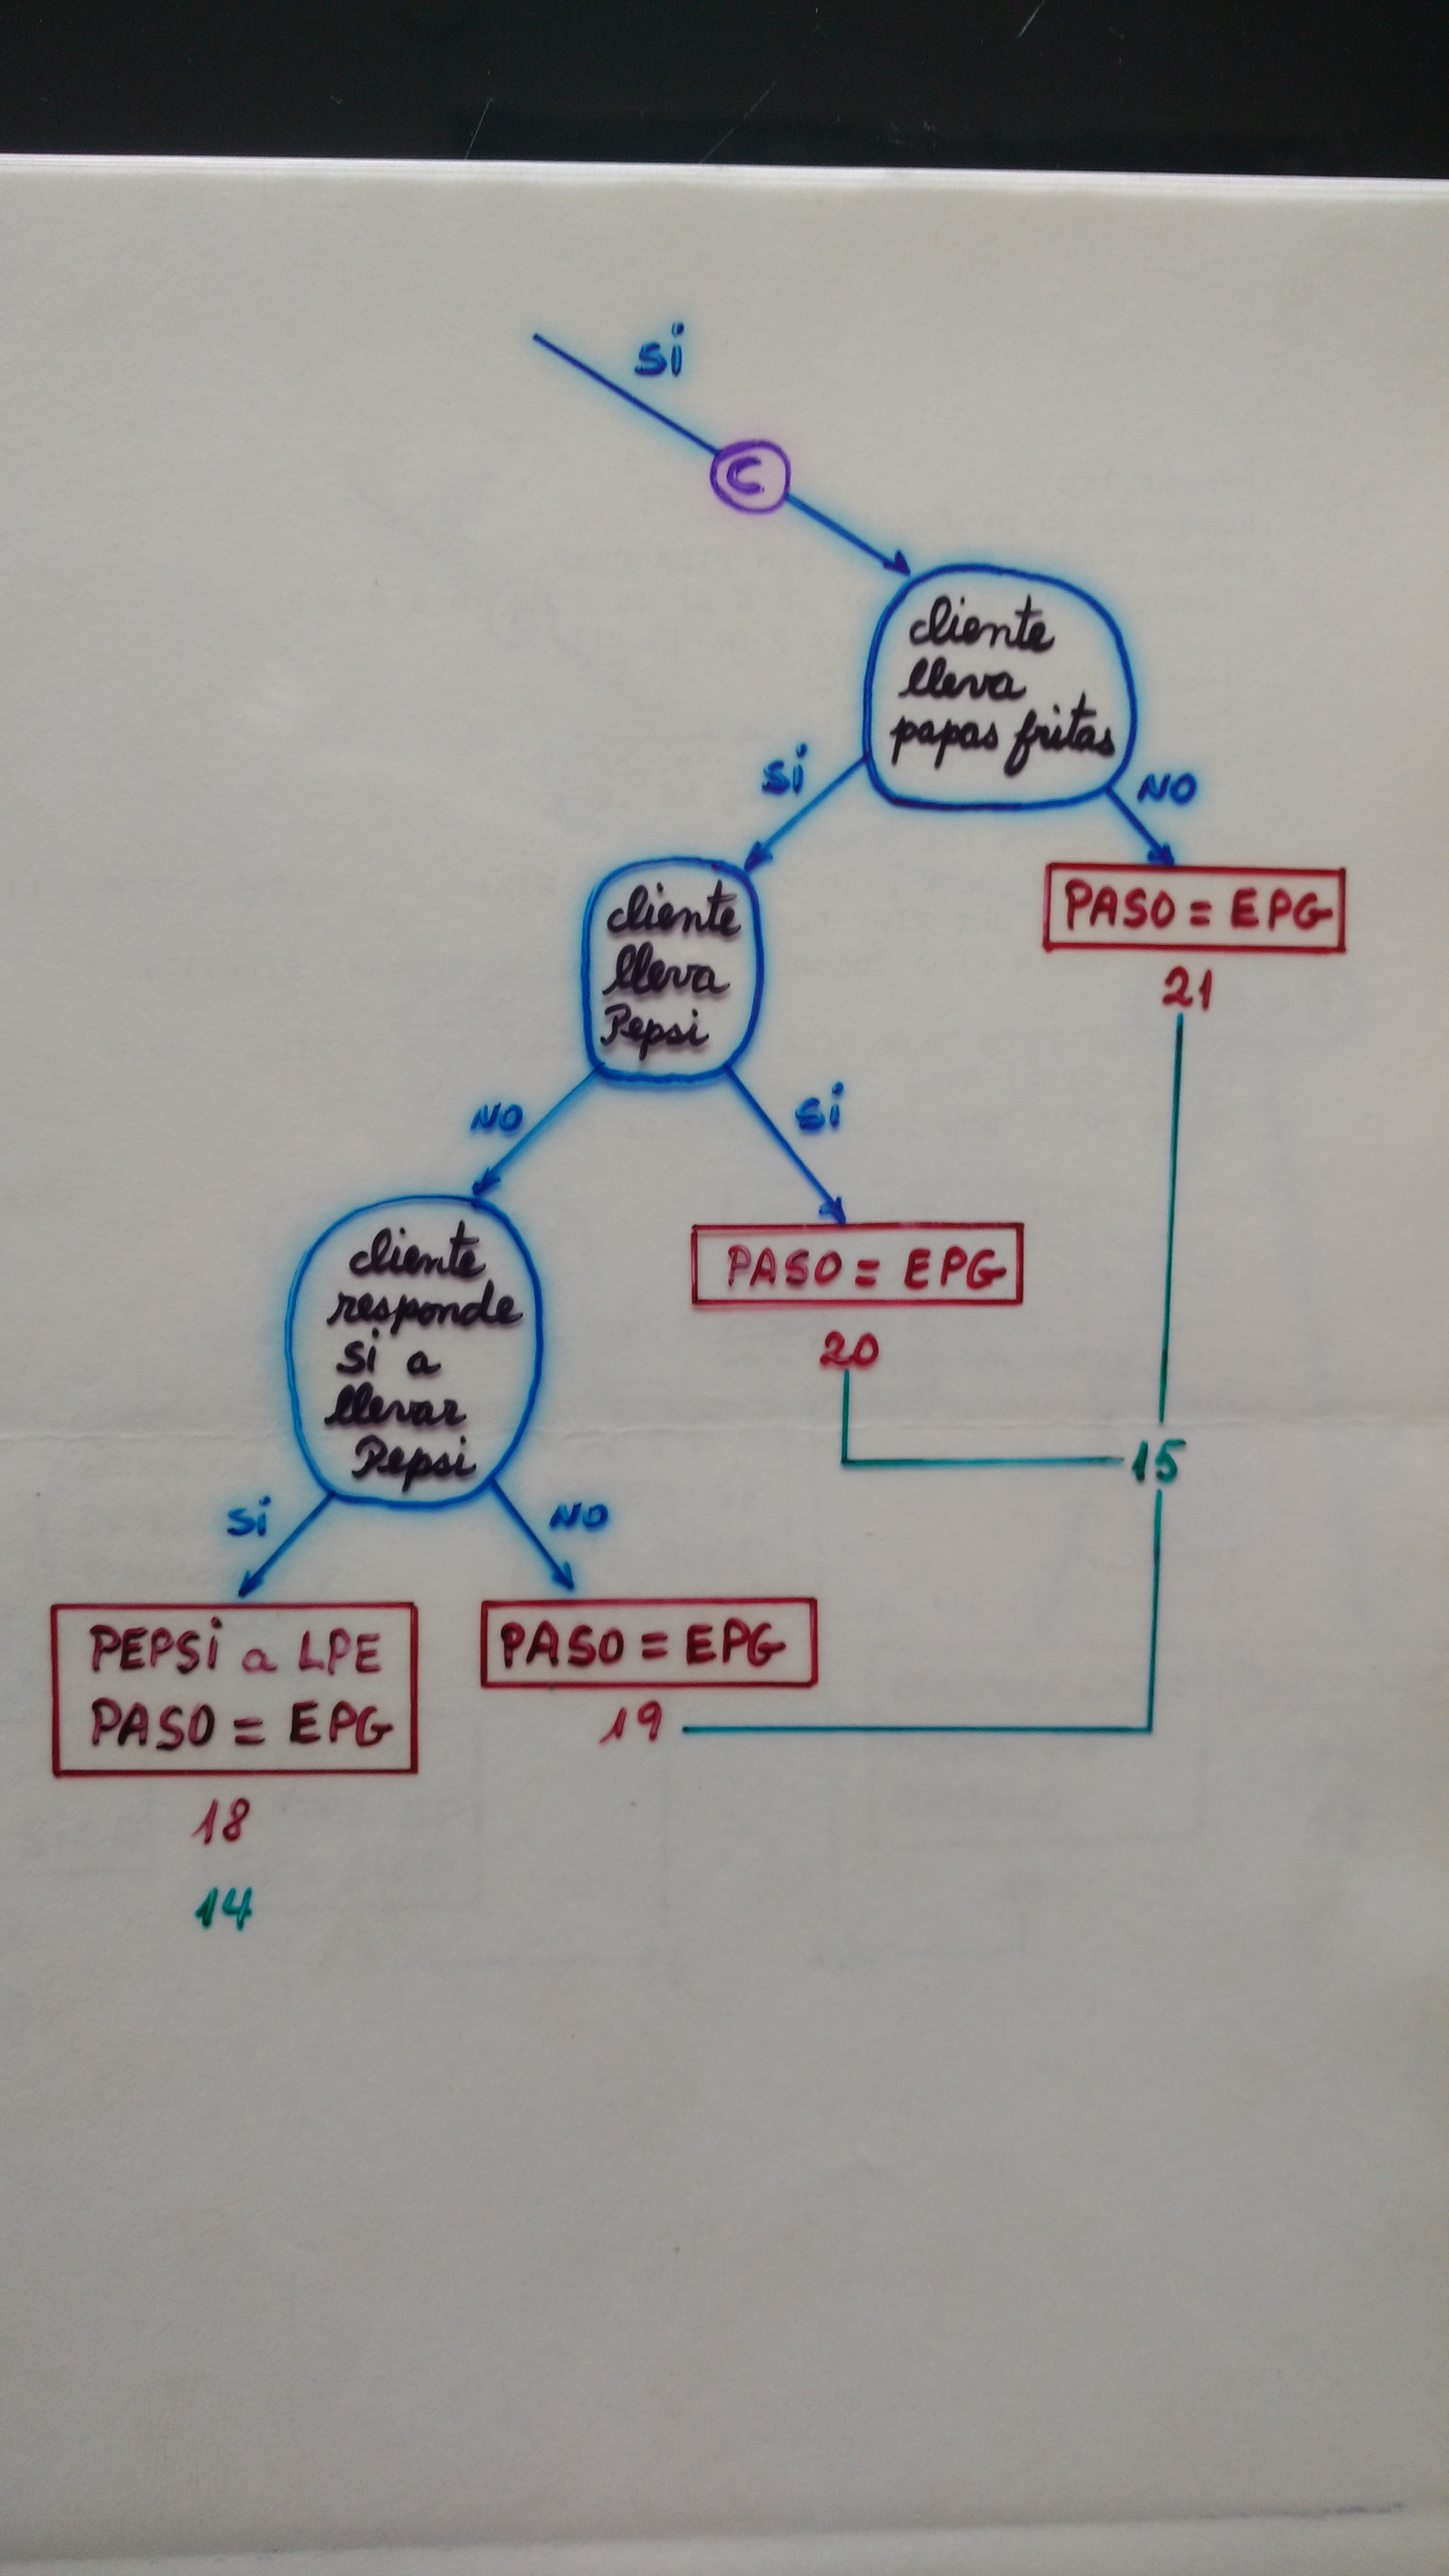 si
C
cliente
lleva
papas fritas
si
NO
cliente
lleva
Pepsi
PASO = EPG
21
NO
si
cliente
responde
si a
llevar
Pepsi
PASO = EPG
20
15
si
NO
PEPSi a LPE
PASO = EPG
18
14
PASO = EPG
19